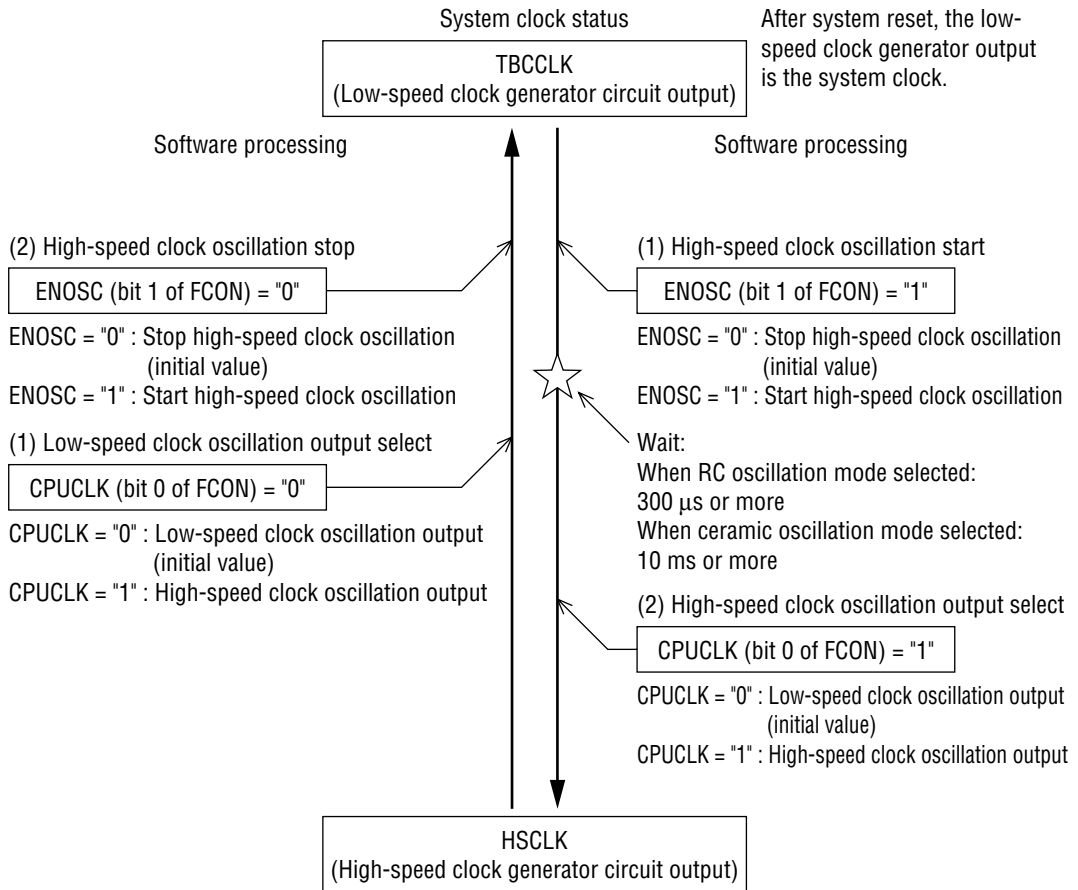 System clock status
TBCCLK
(Low-speed clock generator circuit output)
After system reset, the low-
speed clock generator output
is the system clock.
Software processing
(2) High-speed clock oscillation stop
ENOSC (bit 1 of FCON) = "0"
ENOSC = "0" : Stop high-speed clock oscillation
(initial value)
ENOSC = "1" : Start high-speed clock oscillation
(1) Low-speed clock oscillation output select
CPUCLK (bit 0 of FCON) = "0"
CPUCLK = "0" : Low-speed clock oscillation output
(initial value)
CPUCLK = "1" : High-speed clock oscillation output
Software processing
(1) High-speed clock oscillation start
ENOSC (bit 1 of FCON) = "1"
ENOSC = "0" : Stop high-speed clock oscillation
(initial value)
ENOSC = "1" : Start high-speed clock oscillation
Wait:
When RC oscillation mode selected:
300 μs or more
When ceramic oscillation mode selected:
10 ms or more
(2) High-speed clock oscillation output select
CPUCLK (bit 0 of FCON) = "1"
CPUCLK = "0" : Low-speed clock oscillation output
(initial value)
CPUCLK = "1" : High-speed clock oscillation output
HSCLK
(High-speed clock generator circuit output)